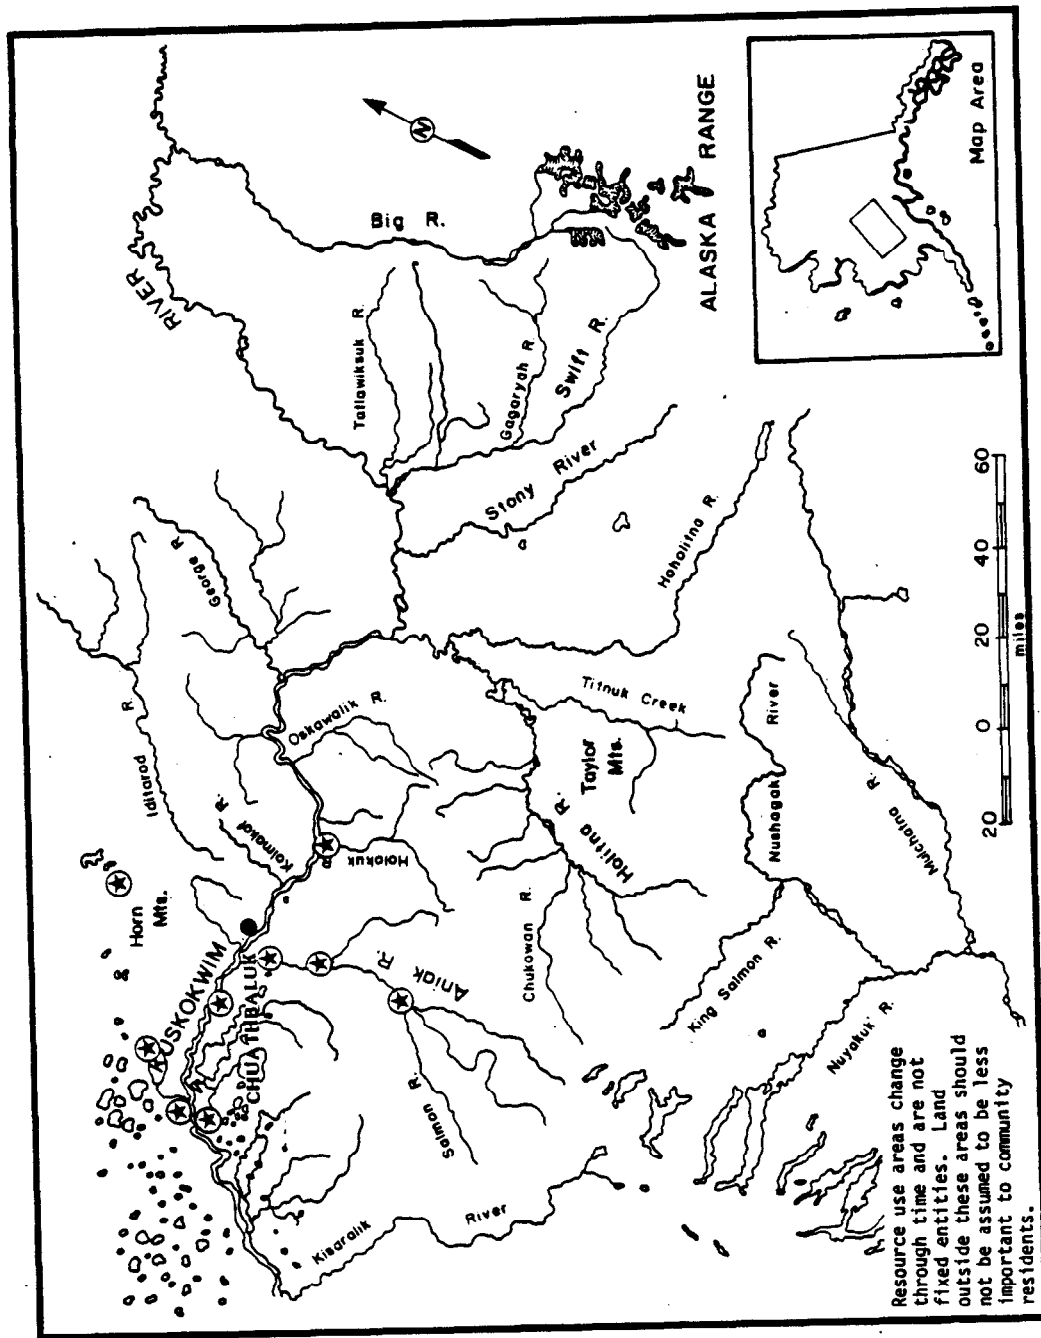 KUSKOKWIM
RIVER
Big R.
N
ALASKA RANGE
Tatlawiksuk R.
Gagaryah R.
Swift R.
Stony River
George R.
Iditarod R.
Oskawalik R.
Kolmakof R.
Holokuk
Horn
Mts.
CHUATHBALUK
Aniak R.
Salmon R.
Kisaralik River
Hoholitna R.
Titnuk Creek
Taylor
Mts.
Holitna R.
Chukowan R.
Nushagak River
King Salmon R.
Mulchatna R.
Nuyakuk R.
Map Area
20 0 20 40 60
miles
Resource use areas change
through time and are not
fixed entities. Land
outside these areas should
not be assumed to be less
important to community
residents.